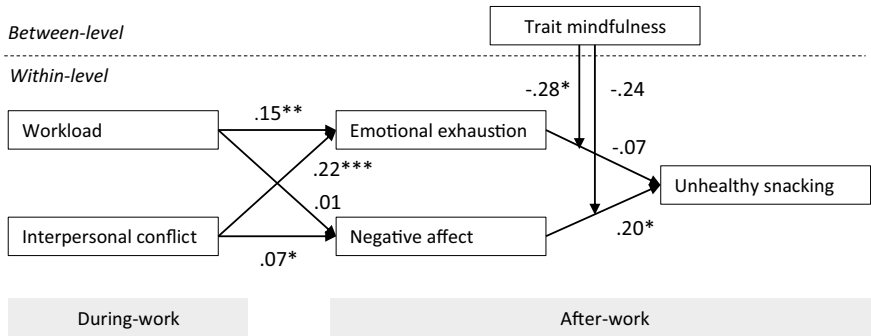 Between-level
Trait mindfulness
Within-level
-.28*
-.24
Workload
.15**
Emotional exhaustion
-.07
.22***
Unhealthy snacking
.01
Interpersonal conflict
.07*
Negative affect
.20*
During-work
After-work